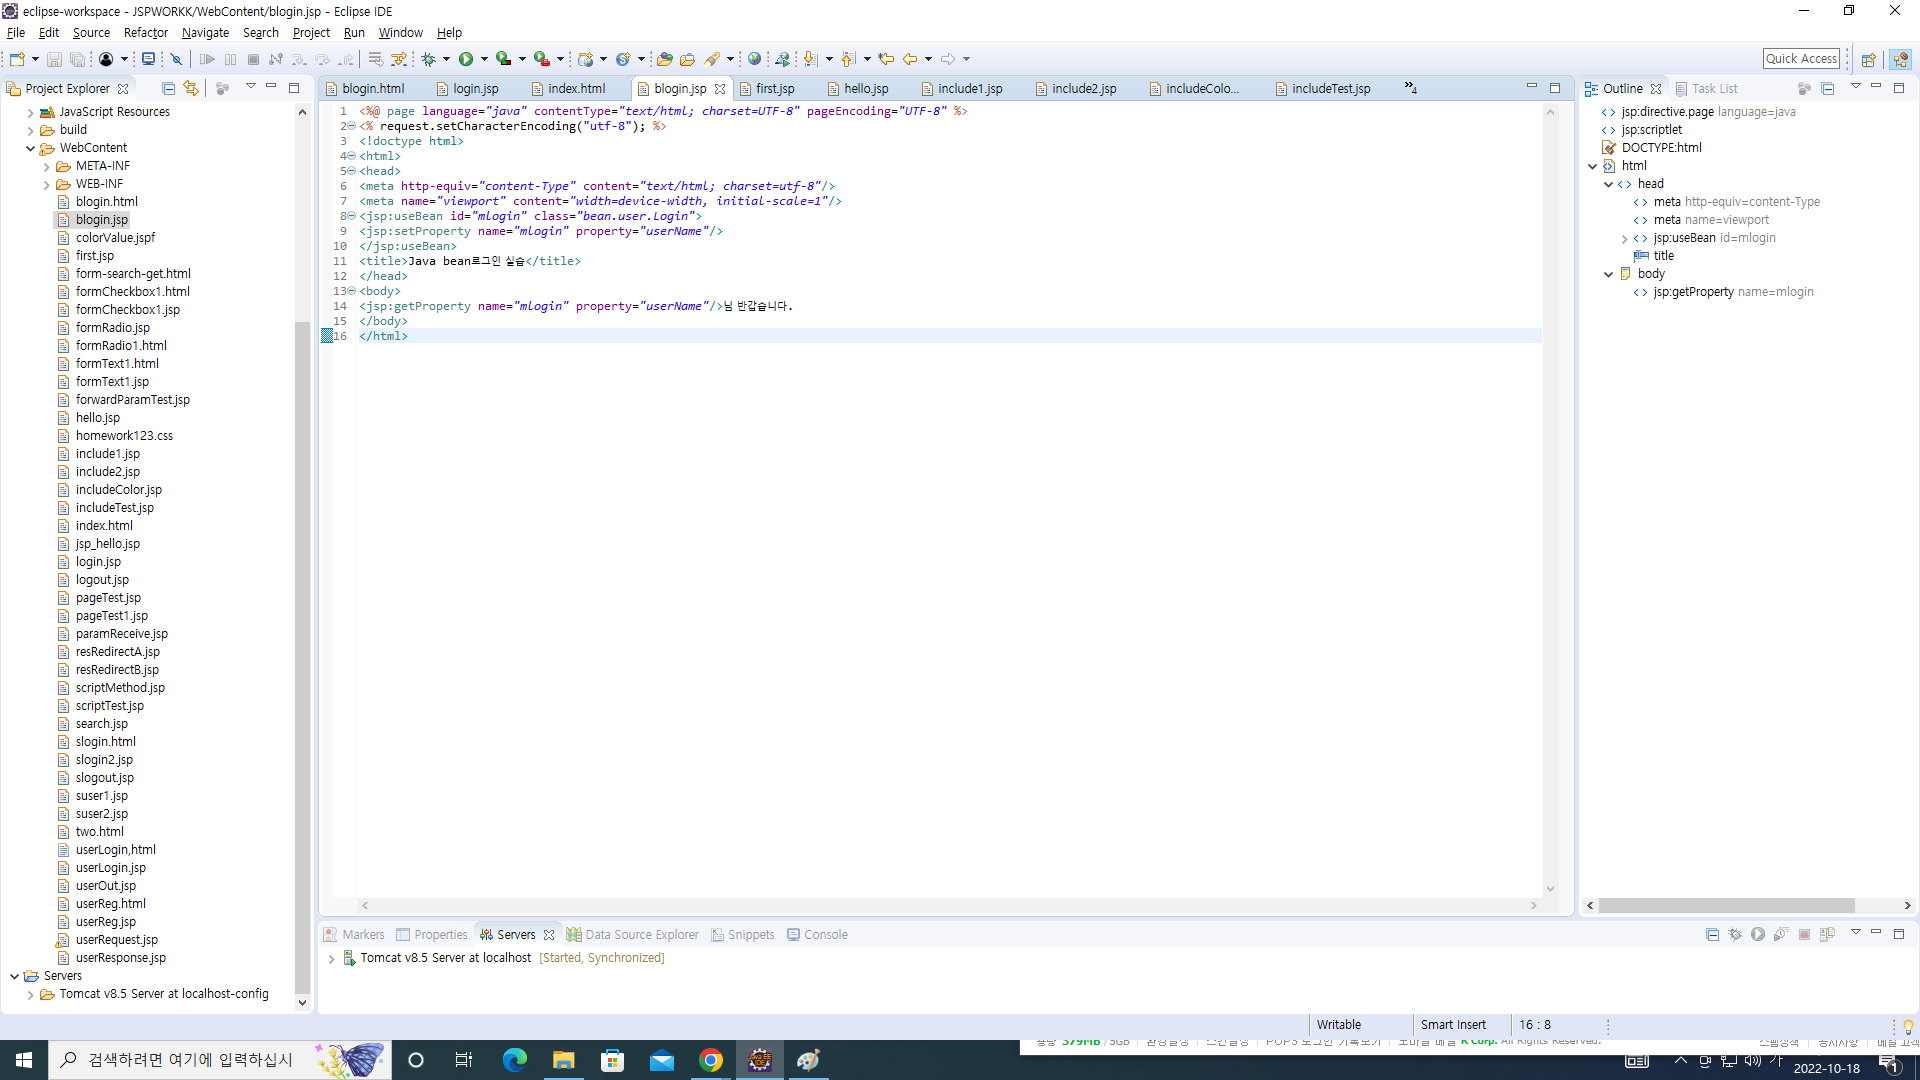 eclipse-workspace - JSPWORKK/WebContent/blogin.jsp - Eclipse IDE
File Edit Source Refactor Navigate Search Project Run Window Help
Quick Access
Project Explorer
JavaScript Resources
build
WebContent
META-INF
WEB-INF
blogin.html
blogin.jsp
colorValue.jspf
first.jsp
form-search-get.html
formCheckbox1.html
formCheckbox1.jsp
formRadio.jsp
formRadio1.html
formText1.html
formText1.jsp
forwardParamTest.jsp
hello.jsp
homework123.css
include1.jsp
include2.jsp
includeColor.jsp
includeTest.jsp
index.html
jsp_hello.jsp
login.jsp
logout.jsp
pageTest.jsp
pageTest1.jsp
paramReceive.jsp
resRedirectA.jsp
resRedirectB.jsp
scriptMethod.jsp
scriptTest.jsp
search.jsp
slogin.html
slogin2.jsp
slogout.jsp
suser1.jsp
suser2.jsp
two.html
userLogin,html
userLogin.jsp
userOut.jsp
userReg.html
userReg.jsp
userRequest.jsp
userResponse.jsp
Servers
Tomcat v8.5 Server at localhost-config
blogin.html login.jsp index.html blogin.jsp first.jsp hello.jsp include1.jsp include2.jsp includeColo... includeTest.jsp »4
1 <%@ page language="java" contentType="text/html; charset=UTF-8" pageEncoding="UTF-8" %>
2 <% request.setCharacterEncoding("utf-8"); %>
3 <!doctype html>
4 <html>
5 <head>
6 <meta http-equiv="content-Type" content="text/html; charset=utf-8"/>
7 <meta name="viewport" content="width=device-width, initial-scale=1"/>
8 <jsp:useBean id="mlogin" class="bean.user.Login">
9 <jsp:setProperty name="mlogin" property="userName"/>
10 </jsp:useBean>
11 <title>Java bean로그인 실습</title>
12 </head>
13 <body>
14 <jsp:getProperty name="mlogin" property="userName"/>님 반갑습니다.
15 </body>
16 </html>
Outline Task List
jsp:directive.page language=java
jsp:scriptlet
DOCTYPE:html
html
head
meta http-equiv=content-Type
meta name=viewport
jsp:useBean id=mlogin
title
body
jsp:getProperty name=mlogin
Markers Properties Servers Data Source Explorer Snippets Console
Tomcat v8.5 Server at localhost [Started, Synchronized]
Writable Smart Insert 16 : 8
379MB /5GB
R Corp. All Rights Reserved.
검색하려면 여기에 입력하십시
가
2022-10-18
1